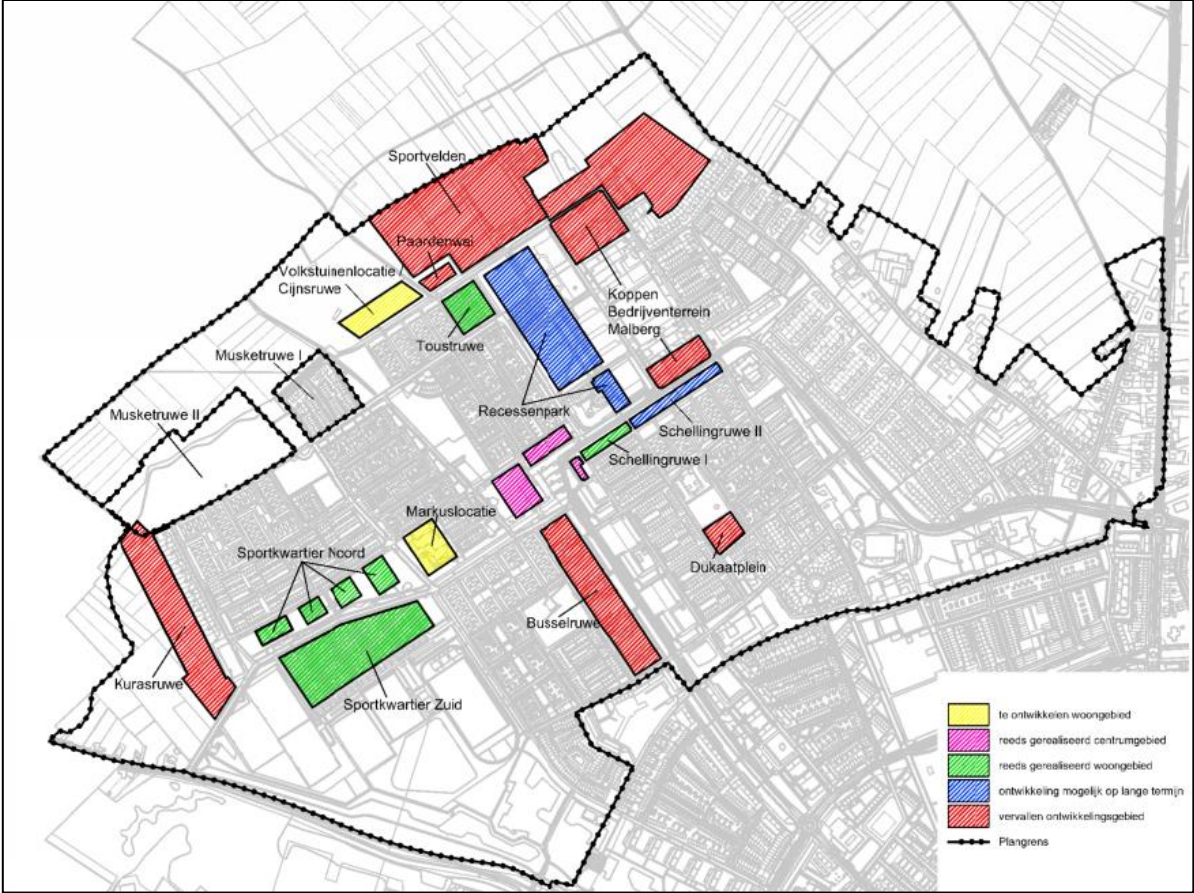 Sportvelden
Paardenwei
Volkstuinenlocatie /
Cijnsruwe
Koppen
Bedrijventerrein
Malberg
Toustruwe
Musketruwe I
Musketruwe II
Recessenpark
Schellingruwe II
Schellingruwe I
Markuslocatie
Sportkwartier Noord
Dukaatplein
Busselruwe
Kurasruwe
Sportkwartier Zuid
te ontwikkelen woongebied
reeds gerealiseerd centrumgebied
reeds gerealiseerd woongebied
ontwikkeling mogelijk op lange termijn
vervallen ontwikkelingsgebied
Plangrens